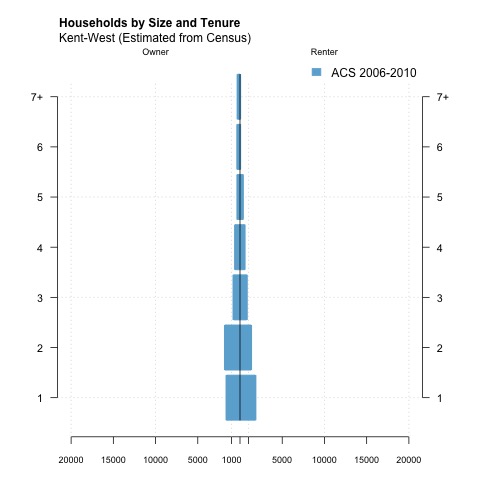 Households by Size and Tenure
Kent-West (Estimated from Census)
Owner Renter
ACS 2006-2010
7+ 7+
6 6
5 5
4 4
3 3
2 2
1 1
20000 15000 10000 5000 1000 5000 10000 15000 20000